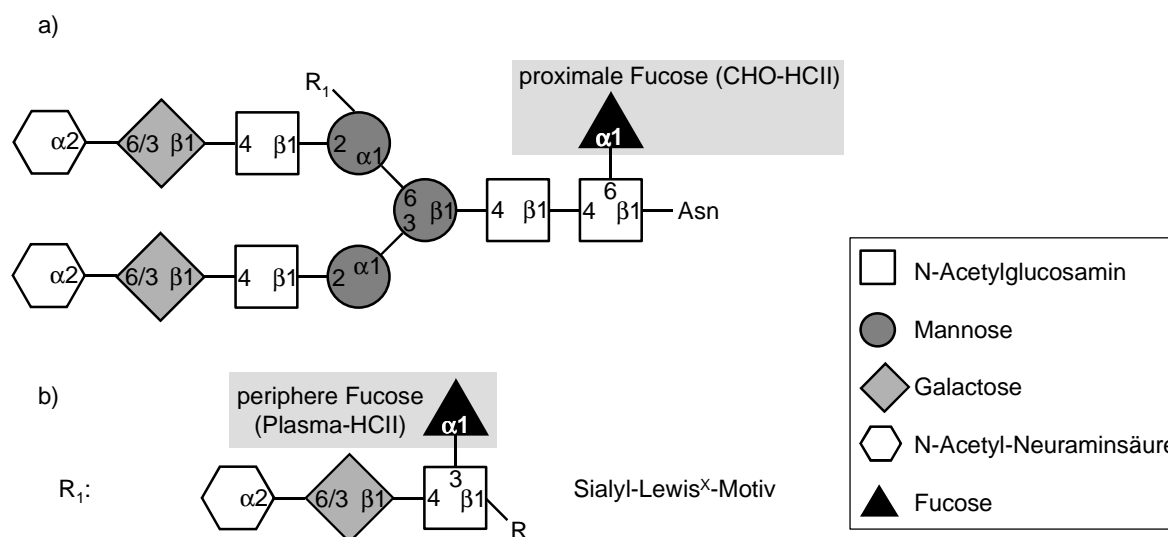 a)
proximale Fucose (CHO-HCII)
R1
α1
α2 6/3 β1 4 β1 2 α1
6
6 3 β1 4 β1 4 β1 Asn
α2 6/3 β1 4 β1 2 α1
N-Acetylglucosamin
Mannose
Galactose
N-Acetyl-Neuraminsäure
Fucose
b)
periphere Fucose
(Plasma-HCII)
α1
3
R1: α2 6/3 β1 4 β1 R Sialyl-LewisX-Motiv